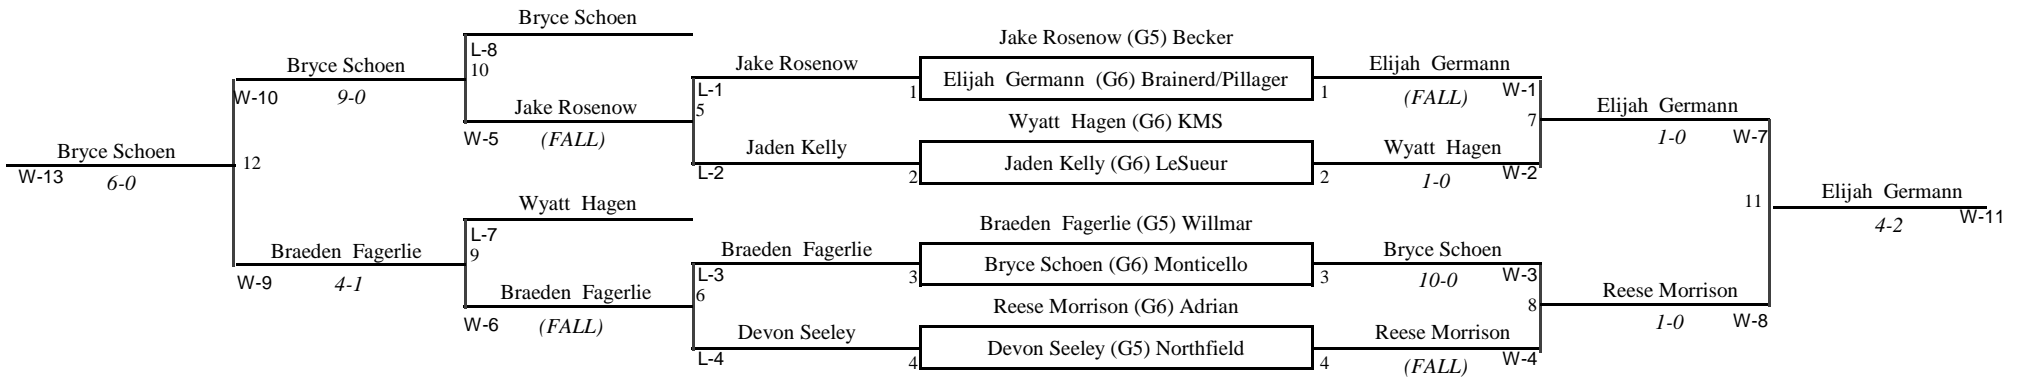 Bryce Schoen
L-8
10
Bryce Schoen
W-10
9-0
Jake Rosenow
W-5
(FALL)
Bryce Schoen
W-13
6-0
12
Wyatt Hagen
L-7
9
Braeden Fagerlie
W-9
4-1
Braeden Fagerlie
W-6
(FALL)
Jake Rosenow
L-1
5
1
Jaden Kelly
L-2
2
Braeden Fagerlie
L-3
6
3
Devon Seeley
L-4
4
Jake Rosenow (G5) Becker
Elijah Germann (G6) Brainerd/Pillager
Wyatt Hagen (G6) KMS
Jaden Kelly (G6) LeSueur
Braeden Fagerlie (G5) Willmar
Bryce Schoen (G6) Monticello
Reese Morrison (G6) Adrian
Devon Seeley (G5) Northfield
Elijah Germann
1
(FALL)
W-1
7
Wyatt Hagen
2
1-0
W-2
Bryce Schoen
3
10-0
W-3
8
Reese Morrison
4
(FALL)
W-4
Elijah Germann
1-0
W-7
11
Reese Morrison
1-0
W-8
Elijah Germann
4-2
W-11